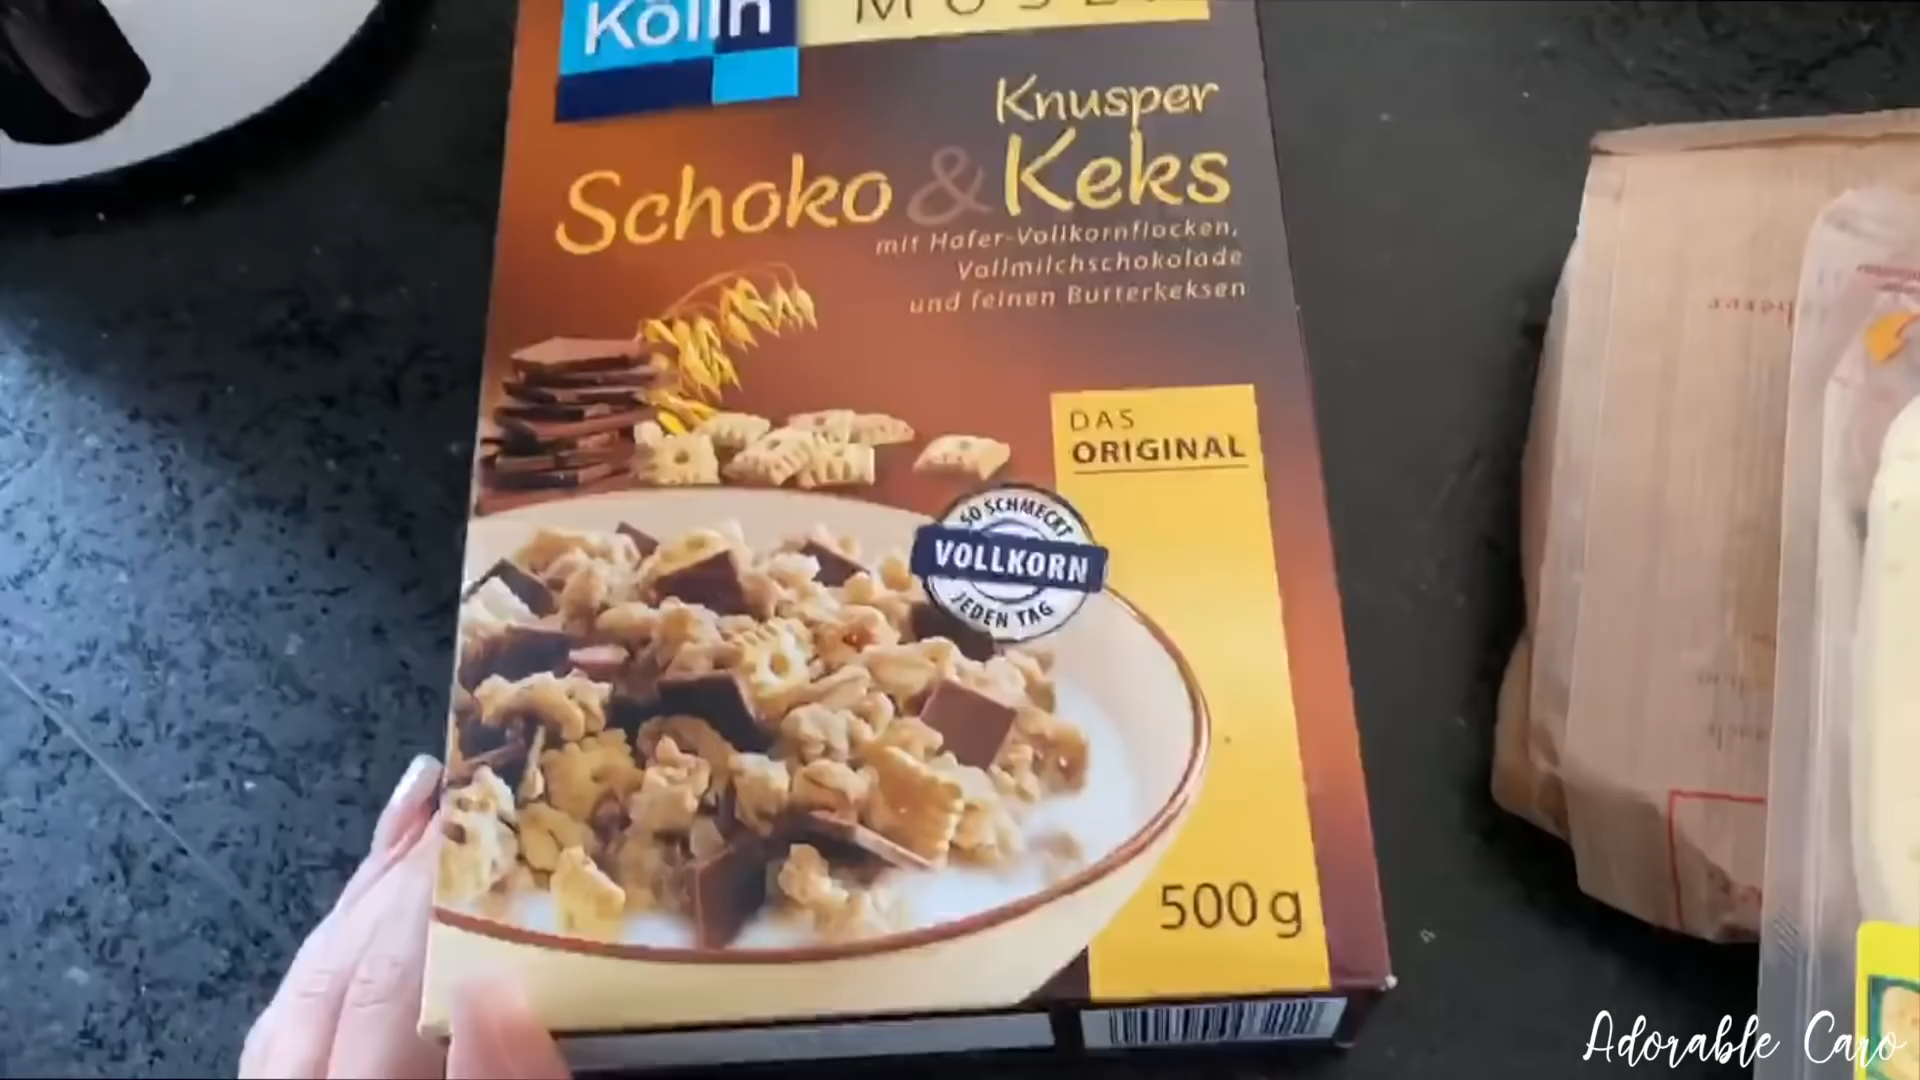 Kölln
Knusper
Schoko & Keks
mit Hafer-Vollkornflocken,
Vollmilchschokolade
und feinen Butterkeksen
DAS
ORIGINAL
SO SCHMECKT
VOLLKORN
JEDEN TAG
500 g
Adorable Caro